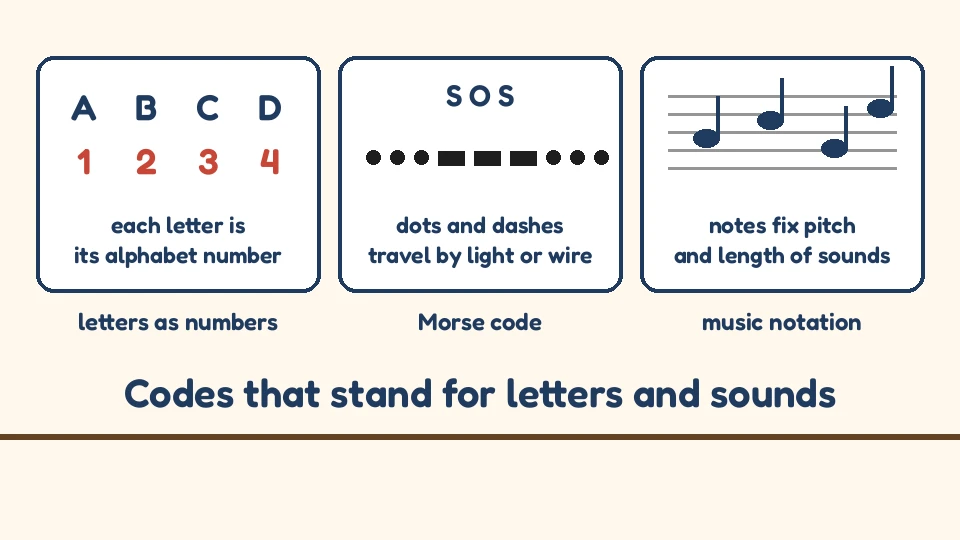 A B C D
1 2 3 4
each letter is
its alphabet number
letters as numbers
SOS
dots and dashes
travel by light or wire
Morse code
notes fix pitch
and length of sounds
music notation
Codes that stand for letters and sounds